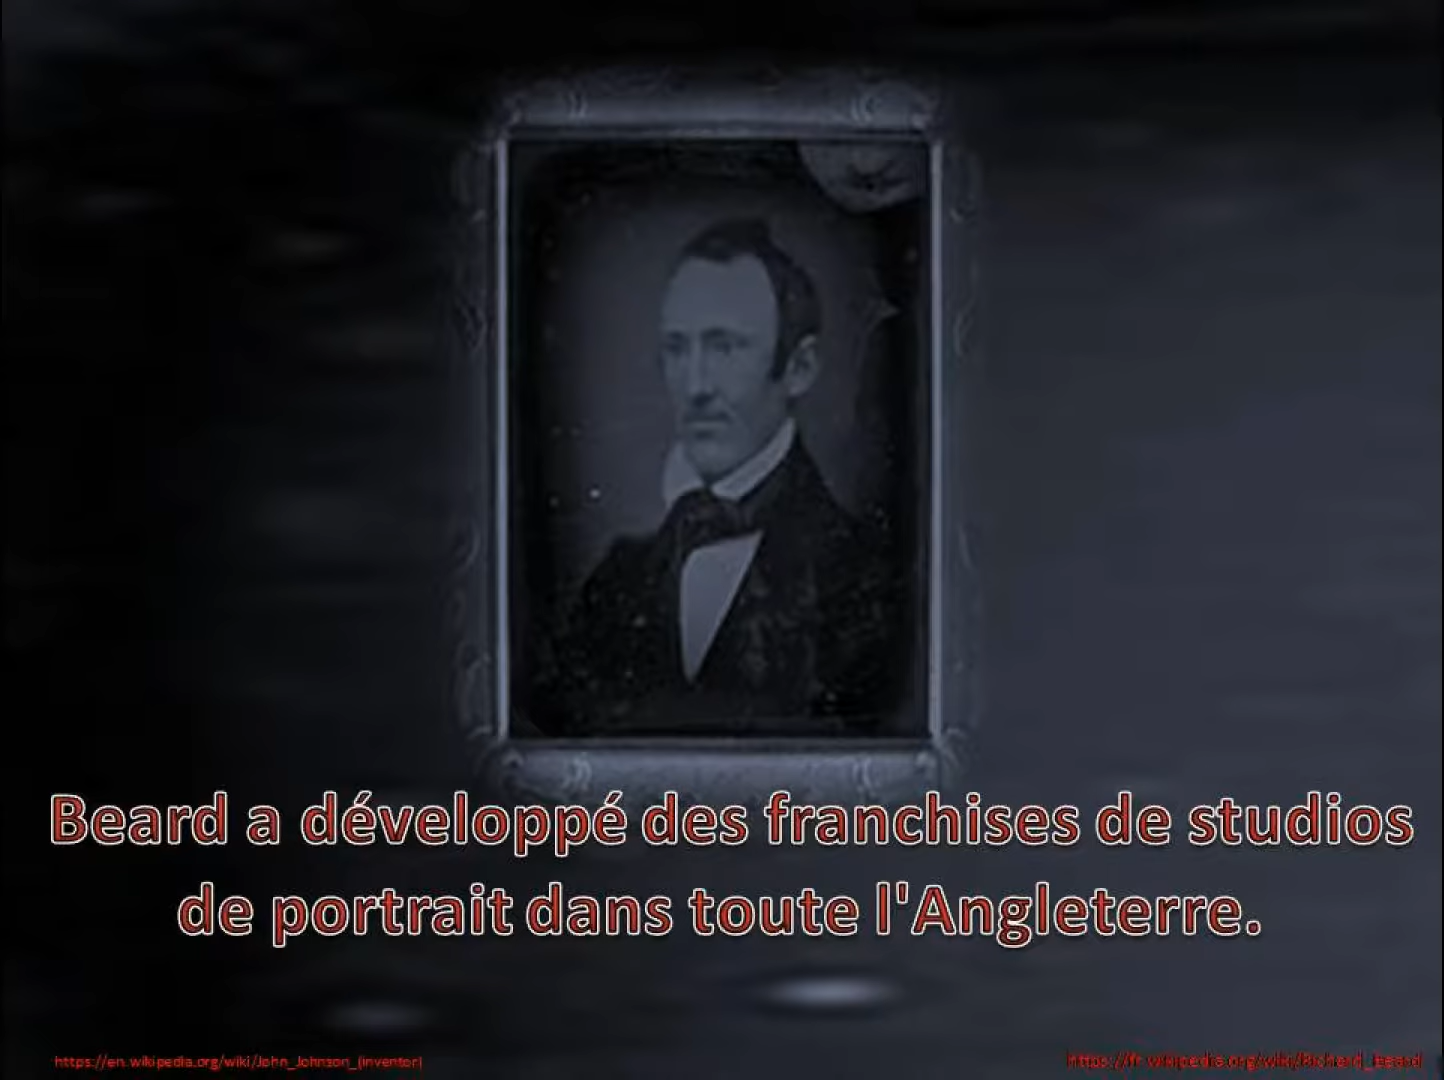 Beard a développé des franchises de studios
de portrait dans toute l'Angleterre.
https://en.wikipedia.org/wiki/John_Johnson_(inventor)
https://fr.wikipedia.org/wiki/Richard_Beard